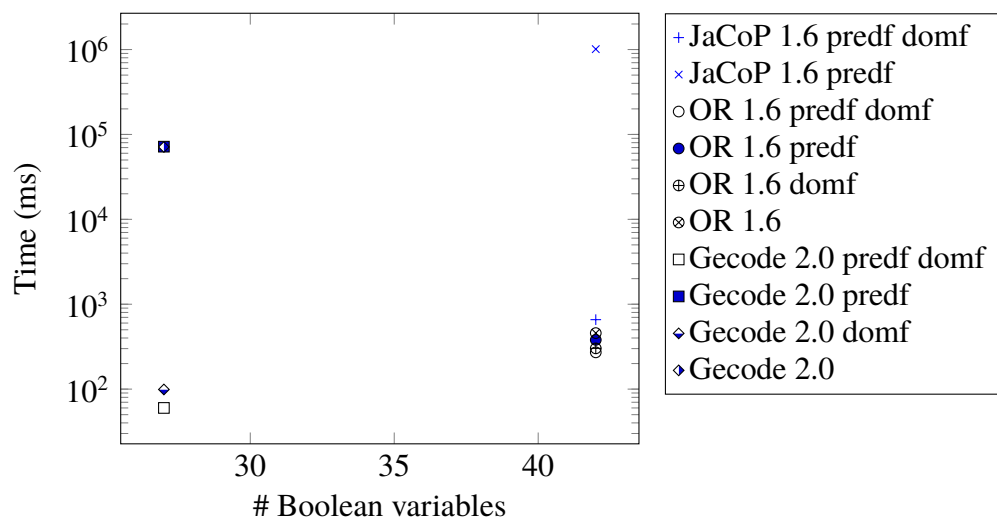 10^6
10^5
10^4
10^3
10^2
Time (ms)
30
35
40
# Boolean variables
JaCoP 1.6 predf domf
JaCoP 1.6 predf
OR 1.6 predf domf
OR 1.6 predf
OR 1.6 domf
OR 1.6
Gecode 2.0 predf domf
Gecode 2.0 predf
Gecode 2.0 domf
Gecode 2.0